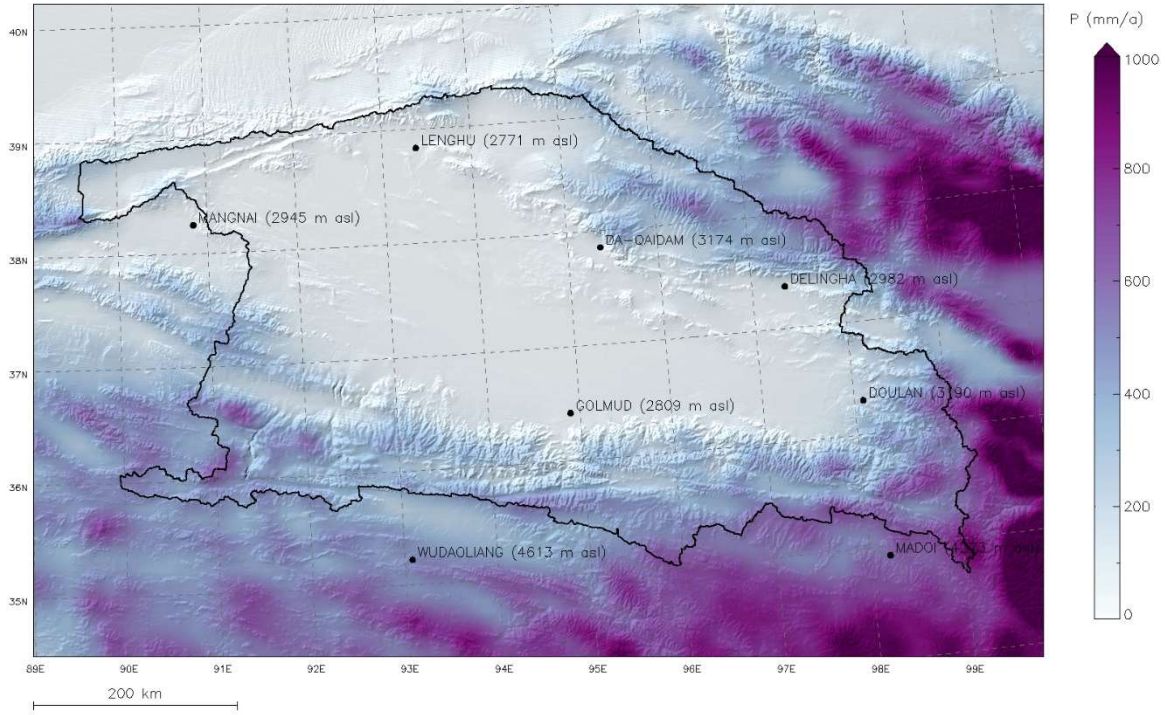 P (mm/a)
40N
1000
LENGHU (2771 m asl)
39N
800
MANGNAI (2945 m asl)
DA-QAIDAM (3174 m asl)
38N
DELINGHA (2982 m asl)
600
37N
DOULAN (3190 m asl)
400
GOLMUD (2809 m asl)
36N
200
WUDAOLIANG (4613 m asl)
MADOI
35N
0
89E 90E 91E 92E 93E 94E 95E 96E 97E 98E 99E
200 km